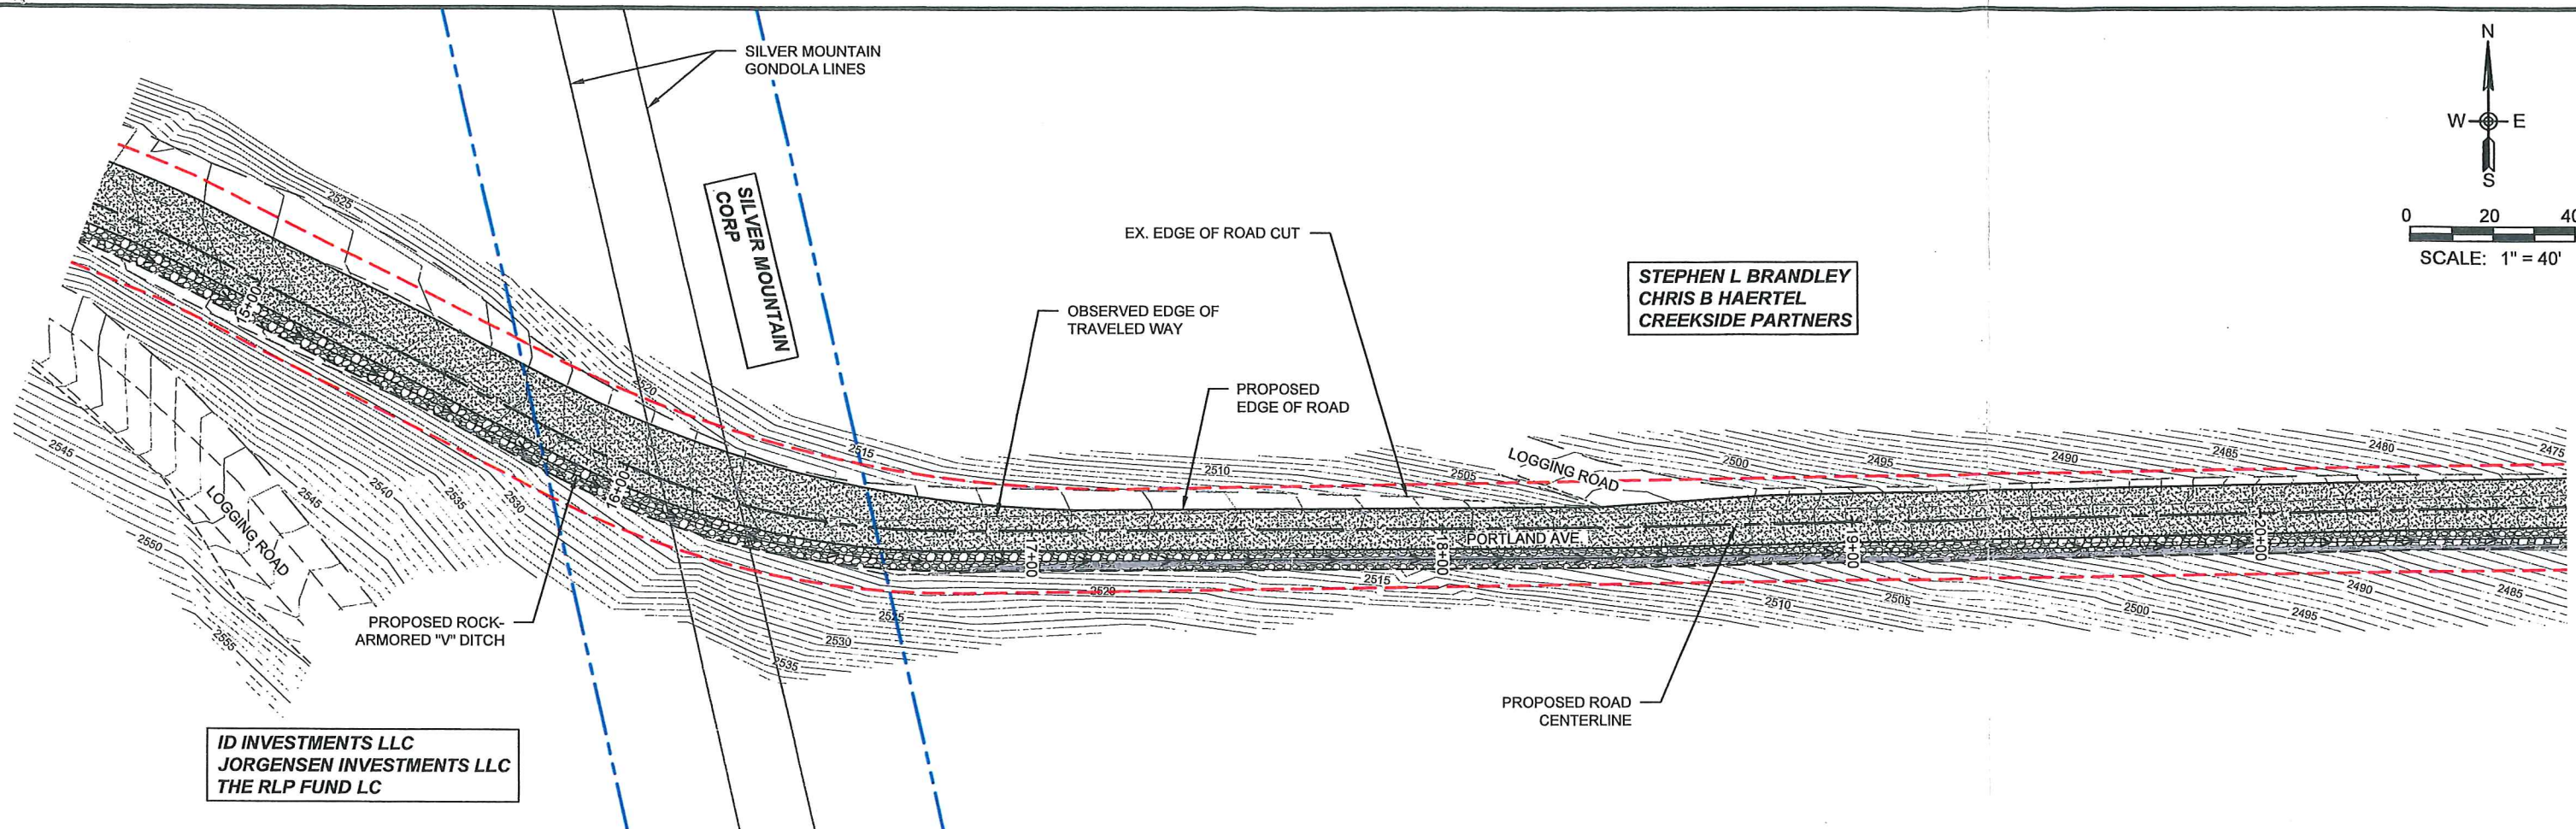 SILVER MOUNTAIN
GONDOLA LINES
N
W
E
S
0 20 40
SCALE: 1" = 40'
SILVER MOUNTAIN
CORP
EX. EDGE OF ROAD CUT
STEPHEN L BRANDLEY
CHRIS B HAERTEL
CREEKSIDE PARTNERS
OBSERVED EDGE OF
TRAVELED WAY
PROPOSED
EDGE OF ROAD
2525
2520
2515
2510
2505
LOGGING ROAD
2500
2495
2490
2485
2480
2475
15+00
16+00
17+00
18+00
PORTLAND AVE.
19+00
20+00
2545
2550
2555
LOGGING ROAD
2545
2540
2535
2530
2525
2530
2535
2520
2515
2510
2505
2500
2495
2490
2485
PROPOSED ROCK-
ARMORED "V" DITCH
PROPOSED ROAD
CENTERLINE
ID INVESTMENTS LLC
JORGENSEN INVESTMENTS LLC
THE RLP FUND LC